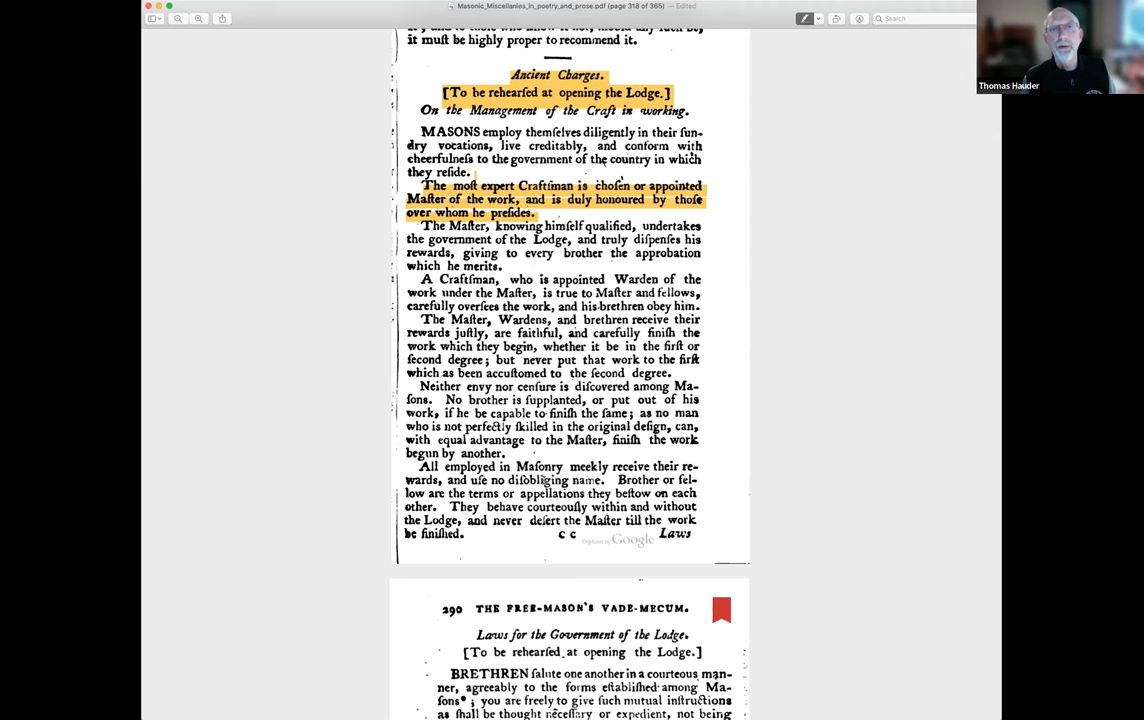 Masonic_Miscellanies_in_poetry_and_prose.pdf (page 318 of 365) — Edited
Search
Thomas Hauder
it muſt be highly proper to recommend it.
Ancient Charges.
[To be rehearſed at opening the Lodge.]
On the Management of the Craft in working.
MASONS employ themſelves diligently in their ſun-
dry vocations, live creditably, and conform with
cheerfulneſs to the government of the country in which
they reſide.
The moſt expert Craftſman is choſen or appointed
Maſter of the work, and is duly honoured by thoſe
over whom he preſides.
The Maſter, knowing himſelf qualified, undertakes
the government of the Lodge, and truly diſpenſes his
rewards, giving to every brother the approbation
which he merits.
A Craftſman, who is appointed Warden of the
work under the Maſter, is true to Maſter and fellows,
carefully overſees the work, and his brethren obey him.
The Maſter, Wardens, and brethren receive their
rewards juſtly, are faithful, and carefully finiſh the
work which they begin, whether it be in the firſt or
ſecond degree; but never put that work to the firſt
which as been accuſtomed to the ſecond degree.
Neither envy nor cenſure is diſcovered among Ma-
ſons. No brother is ſupplanted, or put out of his
work, if he be capable to finiſh the ſame; as no man
who is not perfectly ſkilled in the original deſign, can,
with equal advantage to the Maſter, finiſh the work
begun by another.
All employed in Maſonry meekly receive their re-
wards, and uſe no diſobliging name. Brother or fel-
low are the terms or appellations they beſtow on each
other. They behave courteouſly within and without
the Lodge, and never deſert the Maſter till the work
be finiſhed.
C C Digitized by Google Laws
290 THE FREE-MASON'S VADE-MECUM.
Laws for the Government of the Lodge.
[To be rehearſed at opening the Lodge.]
BRETHREN ſalute one another in a courteous man-
ner, agreeably to the forms eſtabliſhed among Ma-
ſons*; you are freely to give ſuch mutual inſtructions
as ſhall be thought neceſſary or expedient, not being